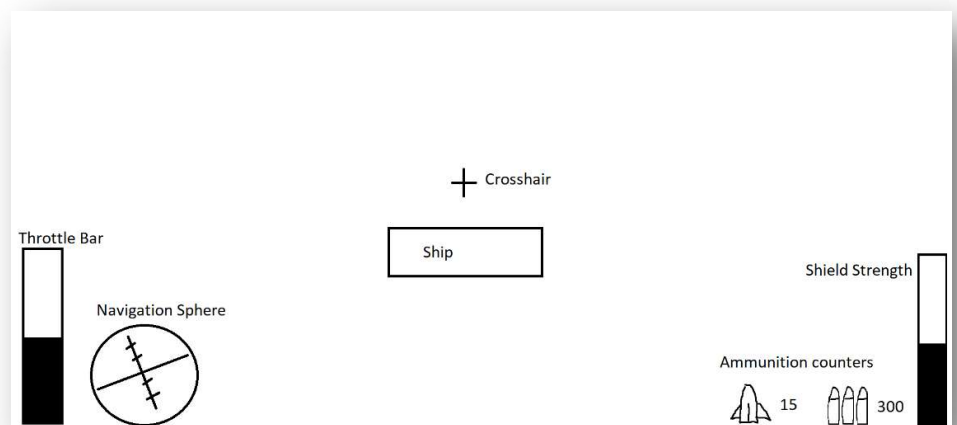 Crosshair
Throttle Bar
Ship
Shield Strength
Navigation Sphere
Ammunition counters
15
300